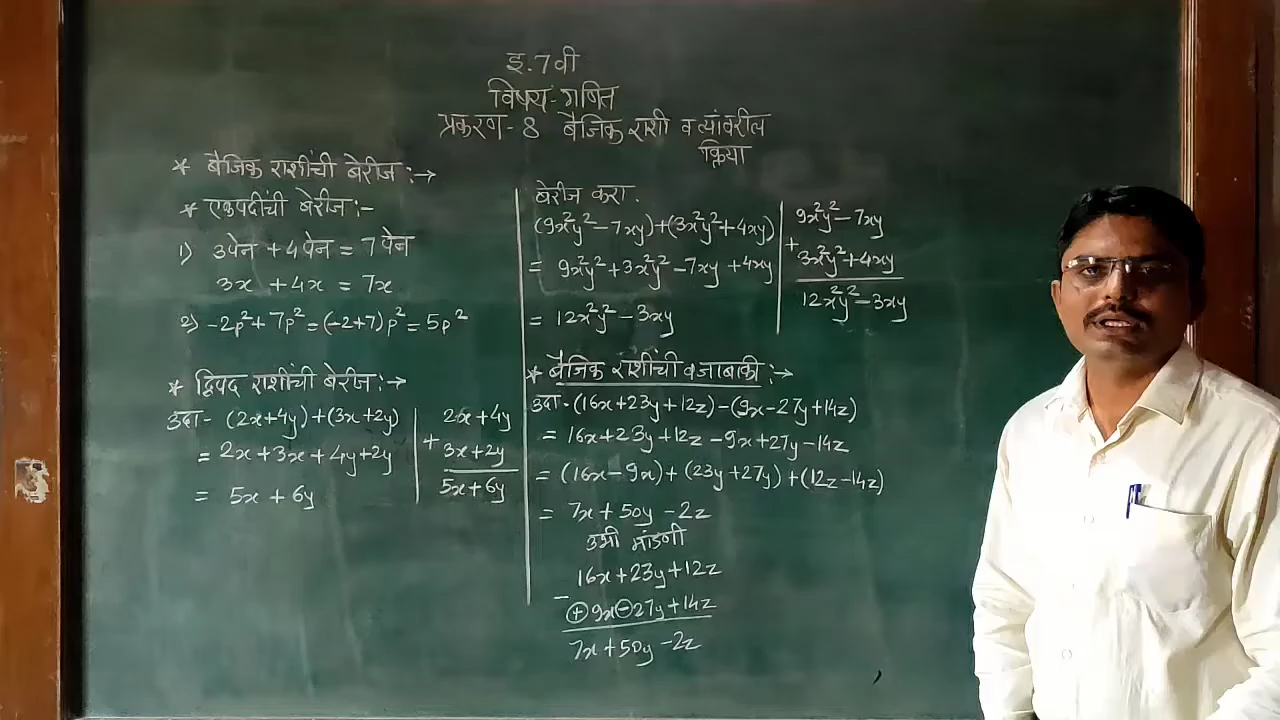 इ.7वी
विषय-गणित
प्रकरण-8 बैजिक राशी व त्यांवरील
क्रिया
* बैजिक राशींची बेरीज :→
* एकपदींची बेरीज :-
1) 3पेन + 4पेन = 7 पेन
3x + 4x = 7x
2) -2p² + 7p² = (-2+7)p² = 5p²
* द्विपद राशींची बेरीज :→
उदा- (2x+4y)+(3x+2y)
= 2x+3x+4y+2y
= 5x + 6y
2x+4y
+
3x+2y
5x+6y
बेरीज करा.
(9x²y²-7xy)+(3x²y²+4xy)
= 9x²y²+3x²y²-7xy+4xy
= 12x²y²-3xy
9x²y²-7xy
+
3x²y²+4xy
12x²y²-3xy
* बैजिक राशींची वजाबाकी :→
उदा-(16x+23y+12z)-(9x-27y+14z)
= 16x+23y+12z-9x+27y-14z
= (16x-9x)+(23y+27y)+(12z-14z)
= 7x+50y-2z
उभी मांडणी
16x+23y+12z
-
⊕9x⊖27y+14z
7x+50y-2z